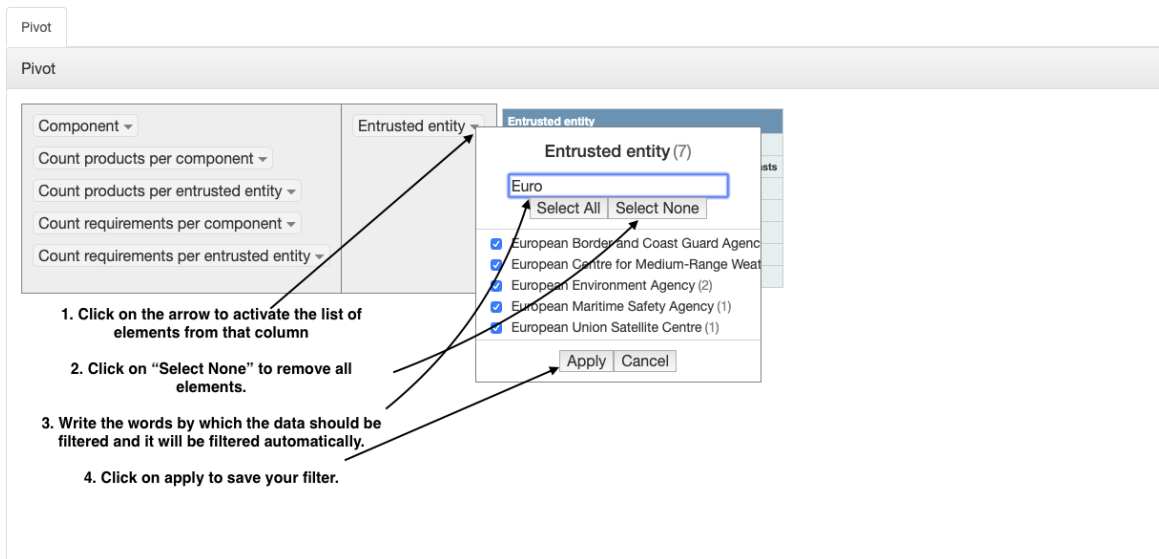 Pivot
Pivot
Component
Count products per component
Count products per entrusted entity
Count requirements per component
Count requirements per entrusted entity
Entrusted entity
Entrusted entity
Entrusted entity (7)
Euro
Select All Select None
European Border and Coast Guard Agenc
European Centre for Medium-Range Weat
European Environment Agency (2)
European Maritime Safety Agency (1)
European Union Satellite Centre (1)
Apply Cancel
1. Click on the arrow to activate the list of
elements from that column
2. Click on “Select None” to remove all
elements.
3. Write the words by which the data should be
filtered and it will be filtered automatically.
4. Click on apply to save your filter.